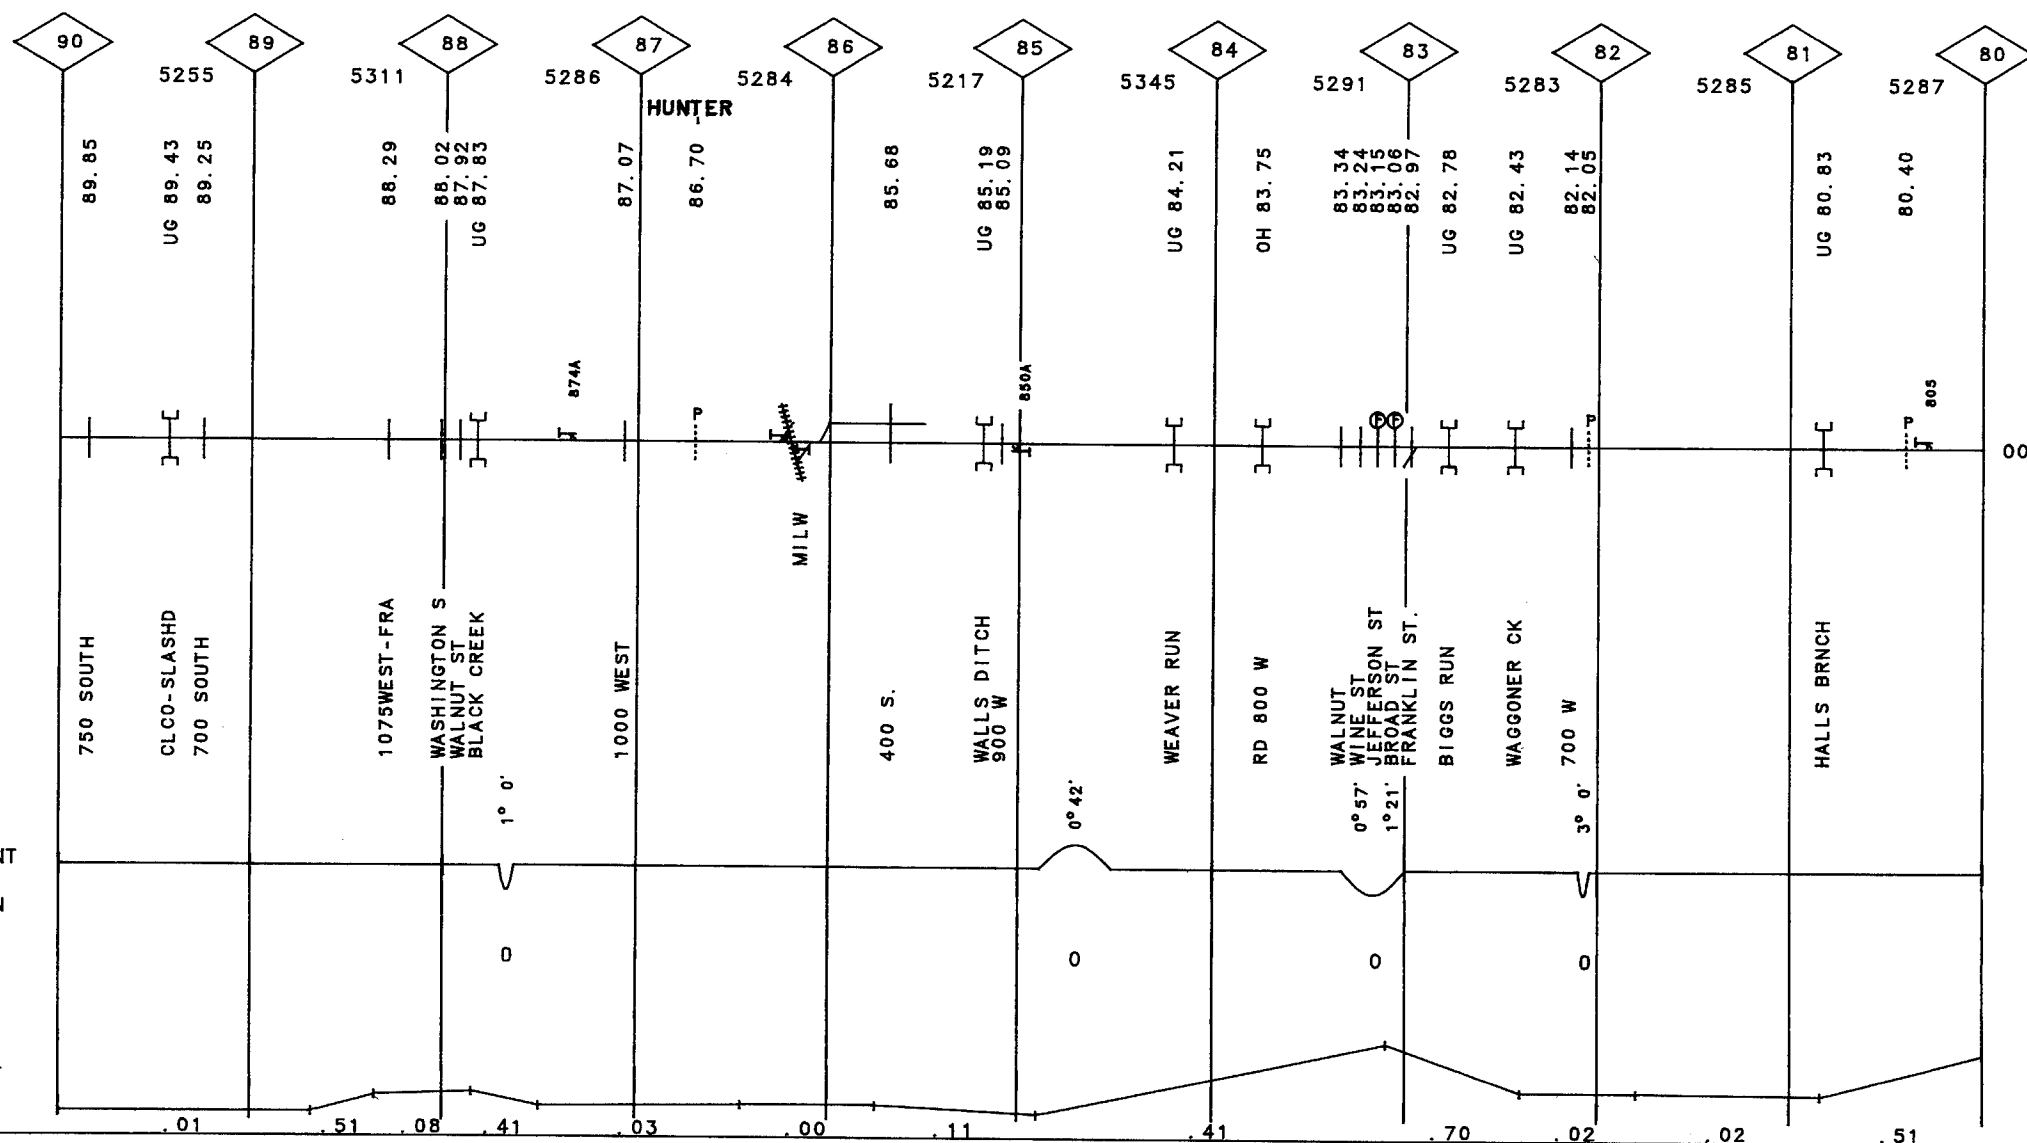 90 89 88 87 86 85 84 83 82 81 80
5255 5311 5286 5284 5217 5345 5291 5283 5285 5287
HUNTER
89.85
UG 89.43
89.25
88.29
88.02
87.92
UG 87.83
87.07
86.70
85.68
UG 85.19
85.09
UG 84.21
OH 83.75
83.34
83.24
83.15
83.06
82.97
UG 82.78
UG 82.43
82.14
82.05
UG 80.83
80.40
874A
P
850A
F F
P
P
805
00
MILW
750 SOUTH
CLCO-SLASHD
700 SOUTH
1075WEST-FRA
WASHINGTON S
WALNUT ST
BLACK CREEK
1000 WEST
400 S.
WALLS DITCH
900 W
WEAVER RUN
RD 800 W
WALNUT
WINE ST
JEFFERSON ST
BROAD ST
FRANKLIN ST.
BIGGS RUN
WAGGONER CK
700 W
HALLS BRNCH
1° 0'
0°42'
0°57'
1°21'
3° 0'
NT
N
0 0 0 0
.01 .51 .08 .41 .03 .00 .11 .41 .70 .02 .02 .51